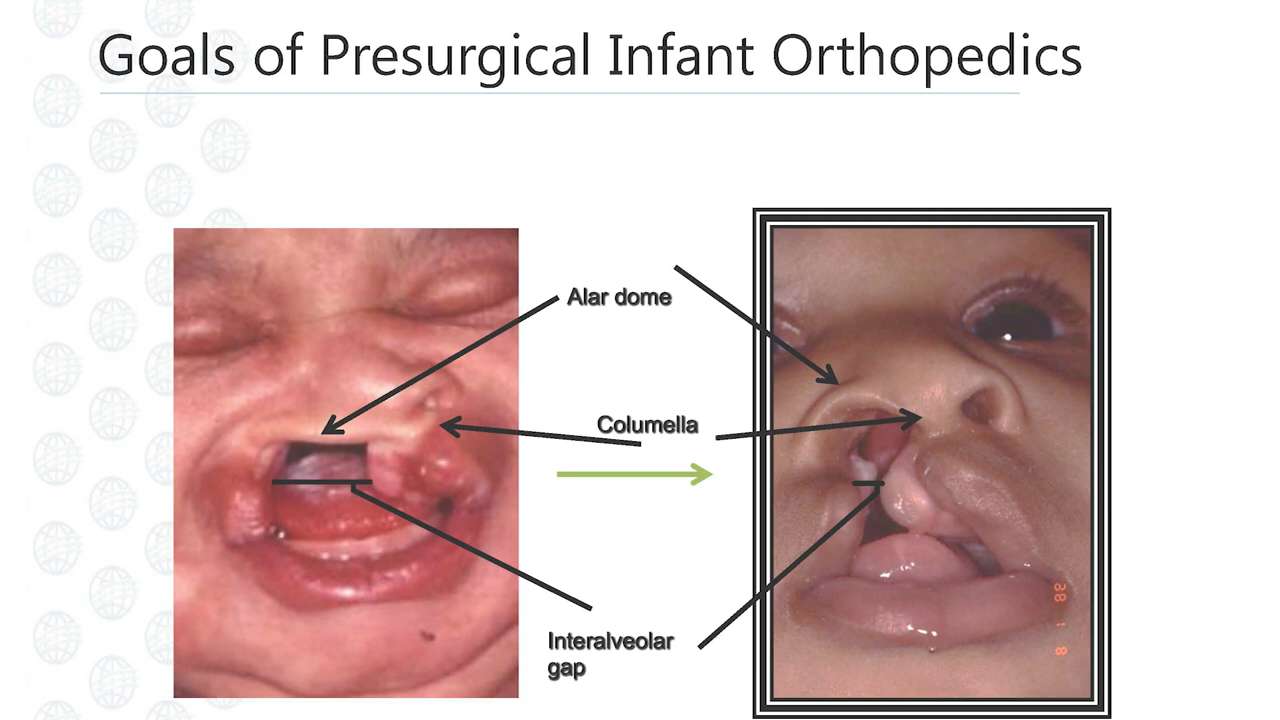 Goals of Presurgical Infant Orthopedics
Alar dome
Columella
Interalveolar
gap